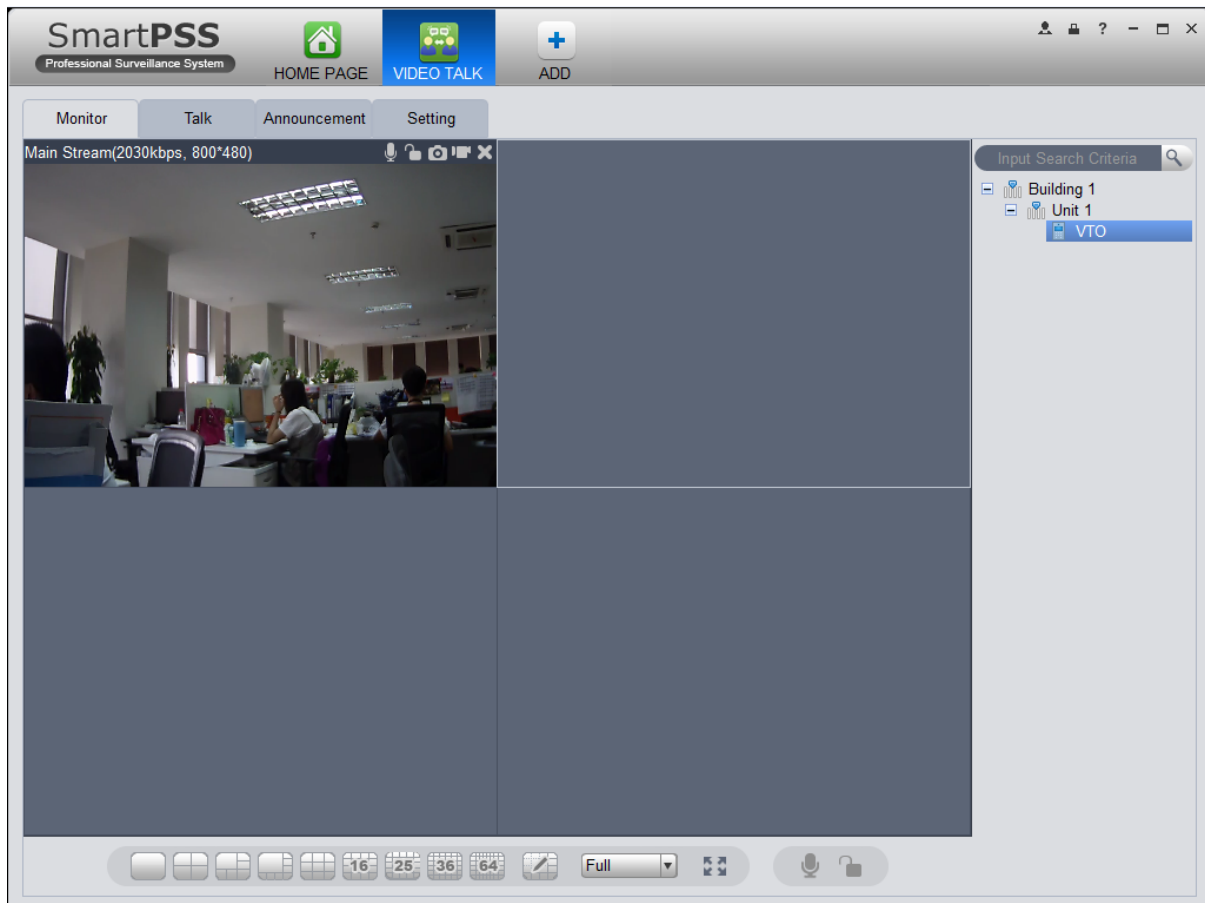 SmartPSS
Professional Surveillance System
HOME PAGE
VIDEO TALK
ADD
?
Monitor
Talk
Announcement
Setting
Main Stream(2030kbps, 800*480)
Input Search Criteria
Building 1
Unit 1
VTO
16
25
36
64
Full